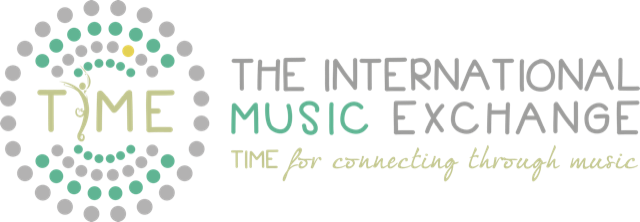 TIME
THE INTERNATIONAL
MUSIC EXCHANGE
TIME for connecting through music